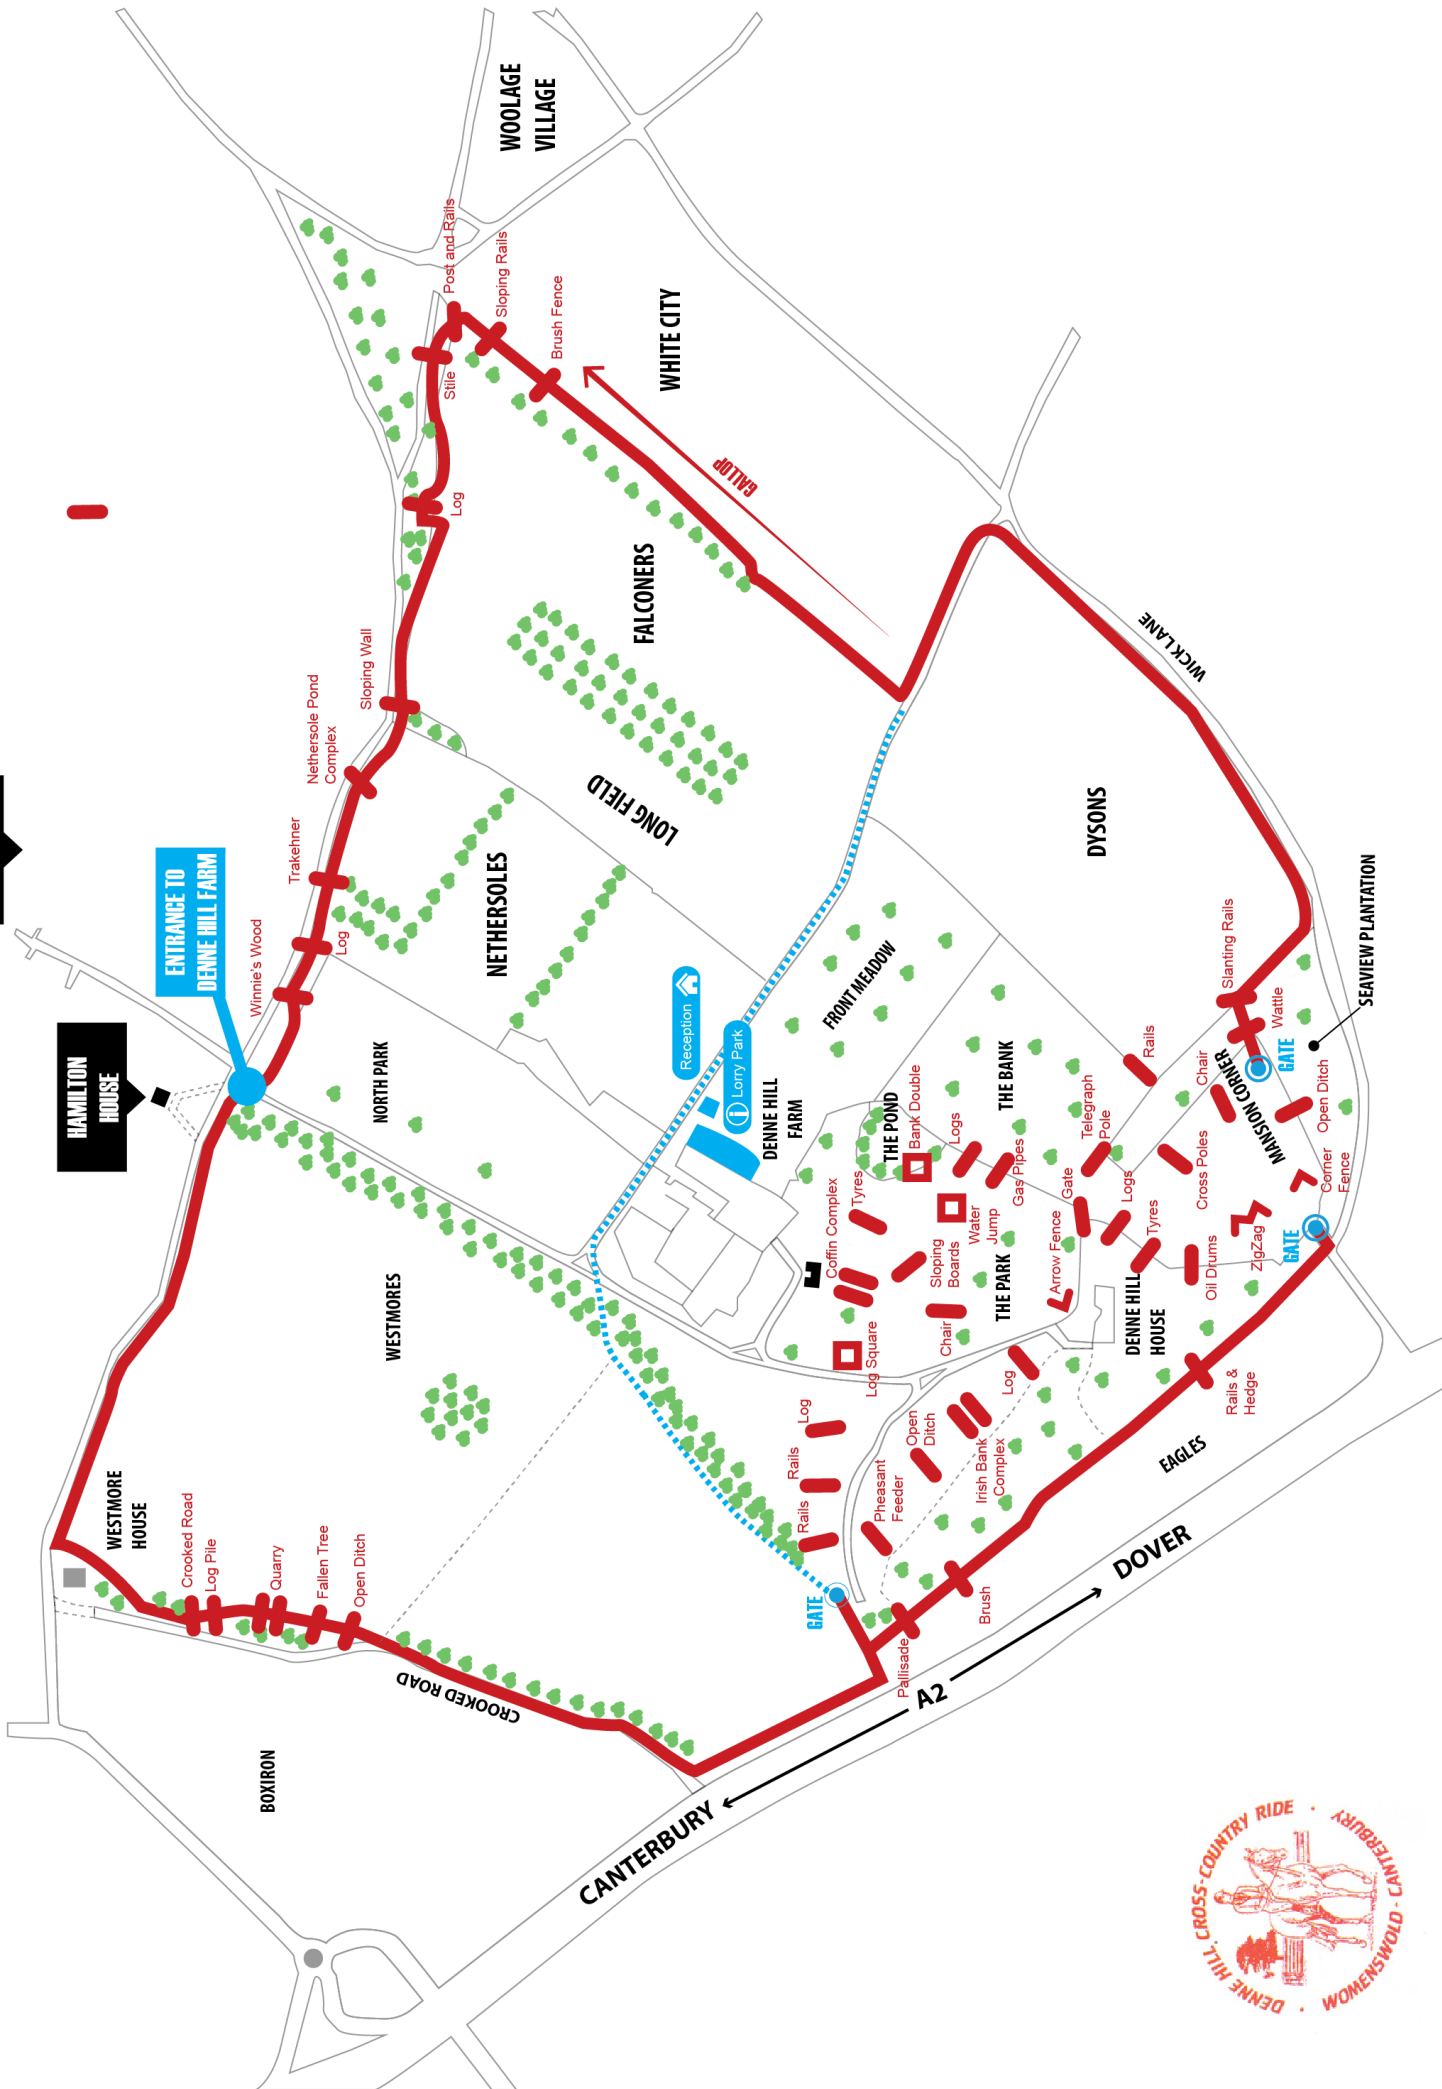 HAMILTON
HOUSE
ENTRANCE TO
DENNE HILL FARM
WOOLAGE
VILLAGE
Post and Rails
Sloping Rails
Brush Fence
Stile
Log
Sloping Wall
Nethersole Pond
Complex
Trakehner
Log
Winnie's Wood
WHITE CITY
GALLOP
FALCONERS
LONG FIELD
NETHERSOLES
NORTH PARK
WESTMORES
WESTMORE
HOUSE
Crooked Road
Log Pile
Quarry
Fallen Tree
Open Ditch
CROOKED ROAD
BOXIRON
CANTERBURY
A2
DOVER
WICK LANE
DYSONS
SEAVIEW PLANTATION
FRONT MEADOW
Reception
i Lorry Park
DENNE HILL
FARM
THE POND
Bank Double
THE BANK
Logs
Gas Pipes
Telegraph
Pole
Rails
Slanting Rails
Wattle
GATE
Chair
MANSION CORNER
Open Ditch
Cross Poles
Corner
Fence
Coffin Complex
Tyres
Water
Jump
Sloping
Boards
THE PARK
Gate
Logs
Tyres
Arrow Fence
Oil Drums
ZigZag
GATE
Log Square
Chair
DENNE HILL
HOUSE
Log
Log
Rails
Rails
Open
Ditch
Pheasant
Feeder
Irish Bank
Complex
Rails &
Hedge
EAGLES
GATE
Brush
Pallisade
DENNE HILL CROSS-COUNTRY RIDE
WOMENSWOLD - CANTERBURY